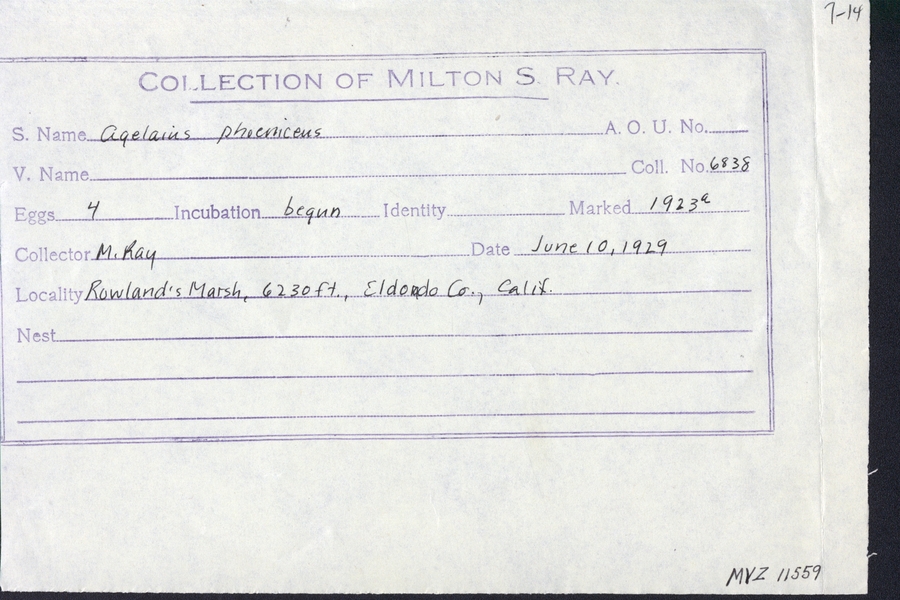 7-14
COLLECTION OF MILTON S. RAY.
S. Name Agelaius phoeniceus A. O. U. No.
V. Name Coll. No. 6838
Eggs 4 Incubation begun Identity Marked 1923a
Collector M. Ray Date June 10, 1929
Locality Rowland's Marsh, 6230 ft., Eldorado Co., Calif.
Nest
MVZ 11559